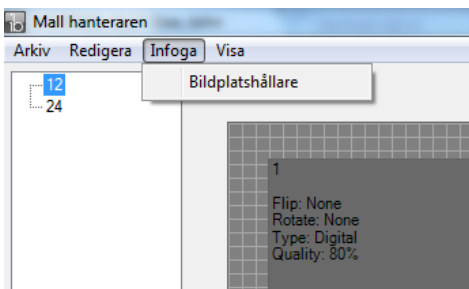 Mall hanteraren
Arkiv Redigera Infoga Visa
Bildplatshållare
12
24
1
Flip: None
Rotate: None
Type: Digital
Quality: 80%